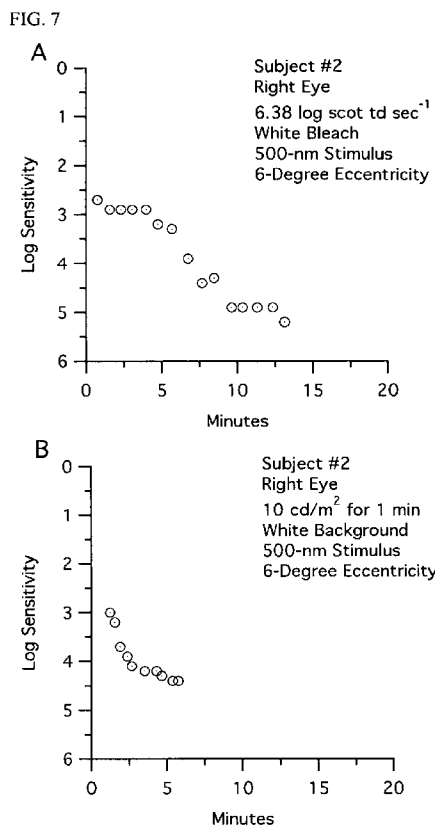 FIG. 7
A
Subject #2
Right Eye
6.38 log scot td sec⁻¹
White Bleach
500-nm Stimulus
6-Degree Eccentricity
Log Sensitivity
0
1
2
3
4
5
6
0 5 10 15 20
Minutes
B
Subject #2
Right Eye
10 cd/m² for 1 min
White Background
500-nm Stimulus
6-Degree Eccentricity
Log Sensitivity
0
1
2
3
4
5
6
0 5 10 15 20
Minutes